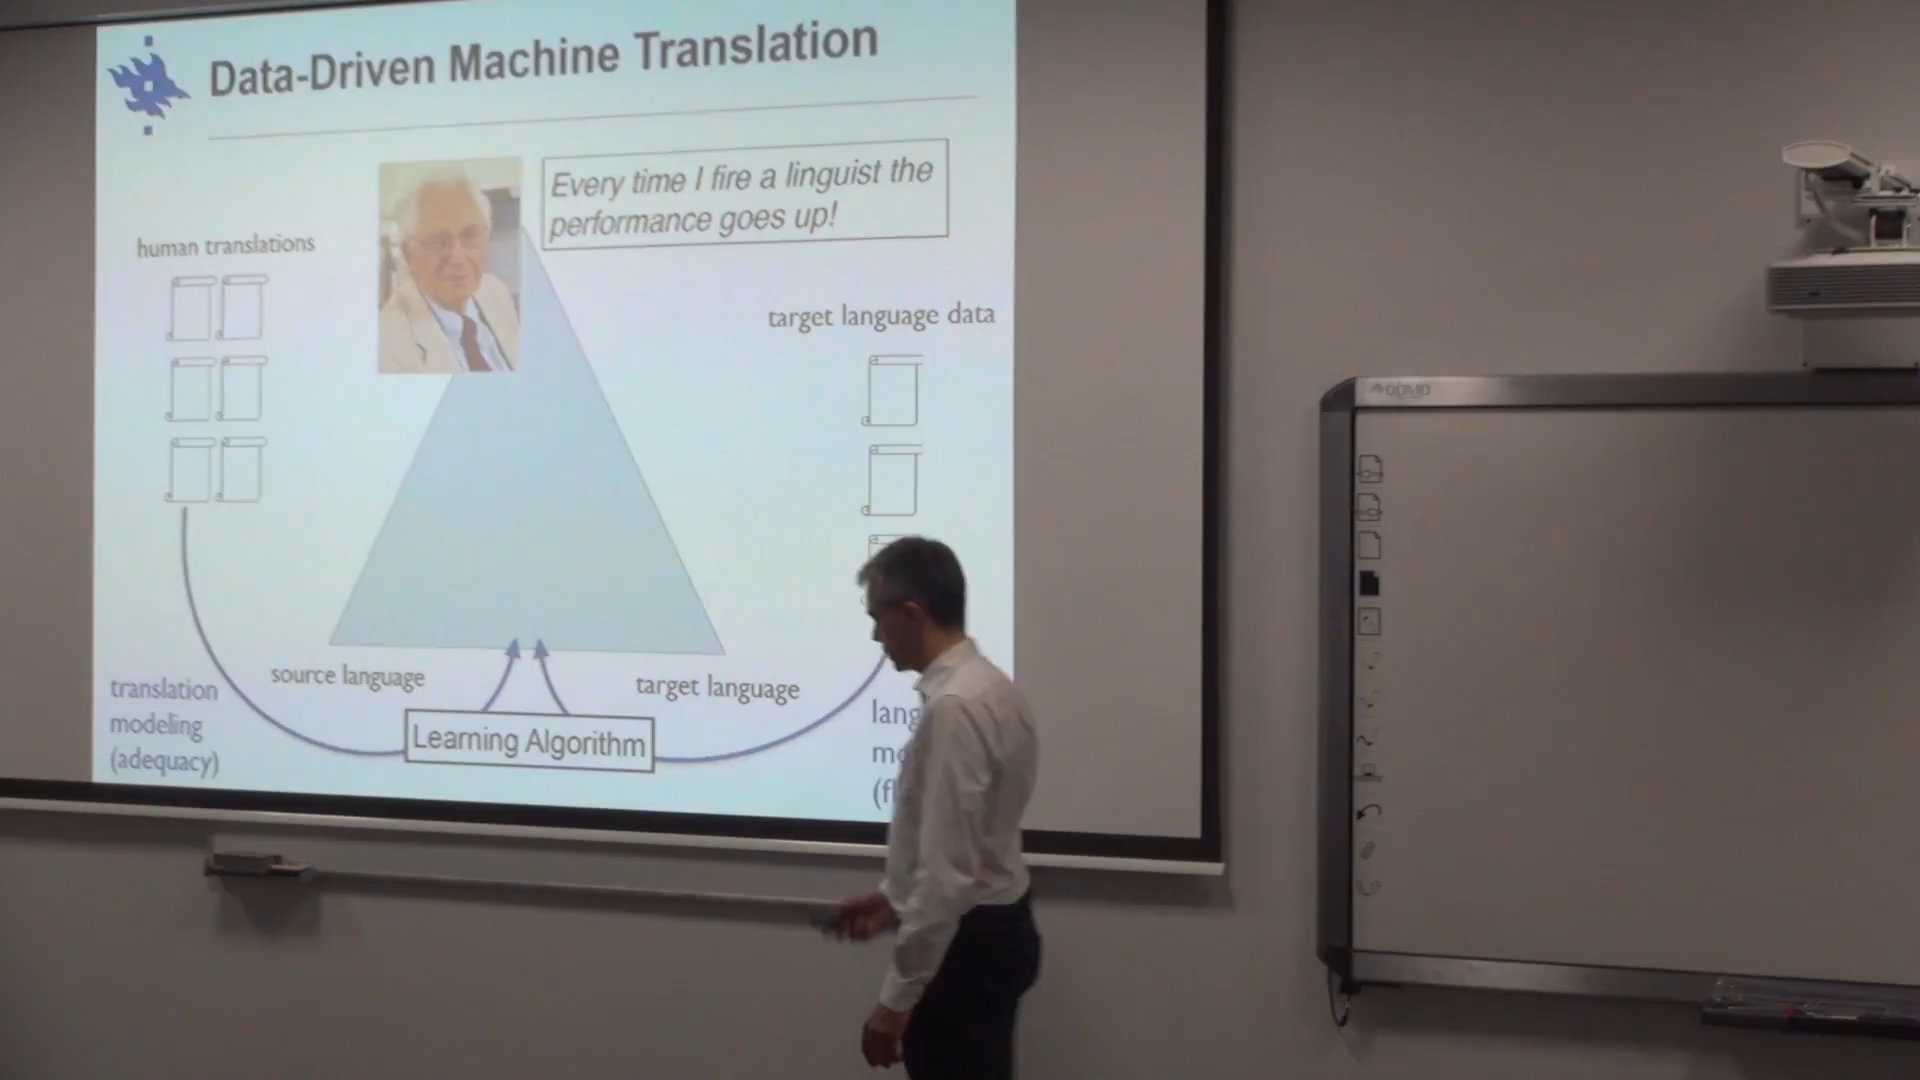 Data-Driven Machine Translation
Every time I fire a linguist the
performance goes up!
human translations
target language data
source language
target language
translation
modeling
(adequacy)
Learning Algorithm